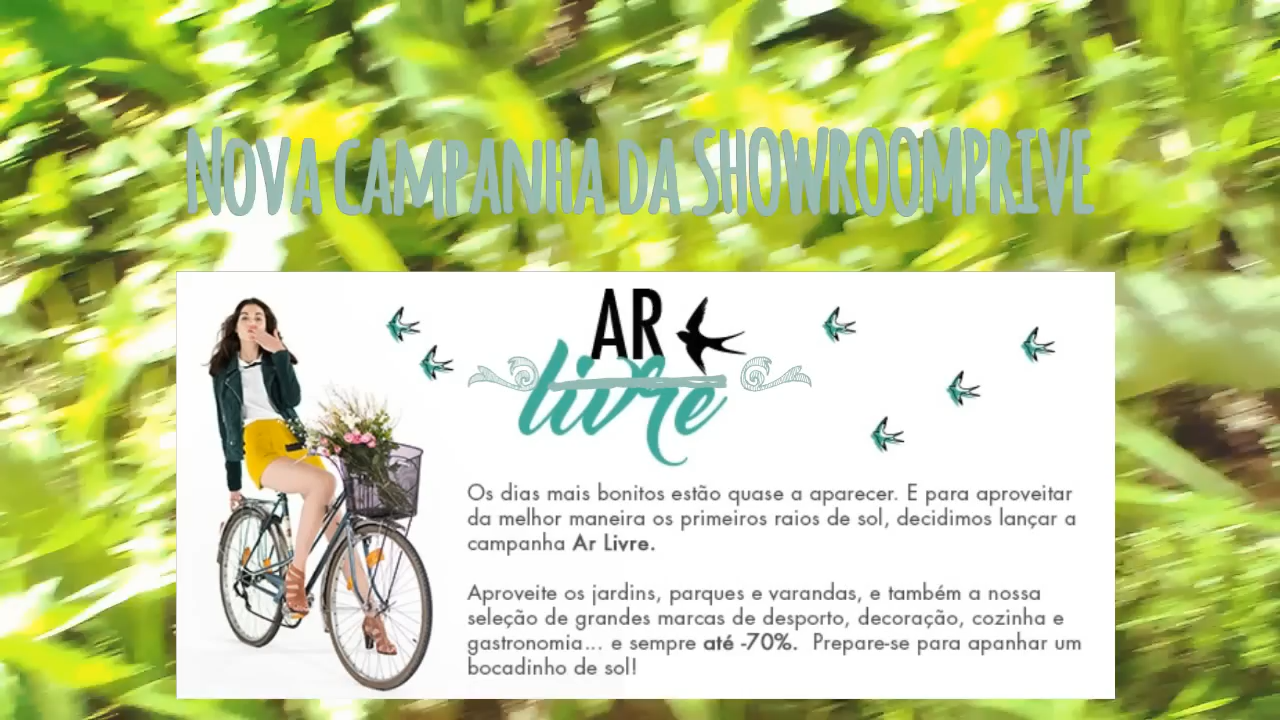 Nova campanha da SHOWROOMPRIVE
AR
livre
Os dias mais bonitos estão quase a aparecer. E para aproveitar
da melhor maneira os primeiros raios de sol, decidimos lançar a
campanha Ar Livre.
Aproveite os jardins, parques e varandas, e também a nossa
seleção de grandes marcas de desporto, decoração, cozinha e
gastronomia... e sempre até -70%. Prepare-se para apanhar um
bocadinho de sol!